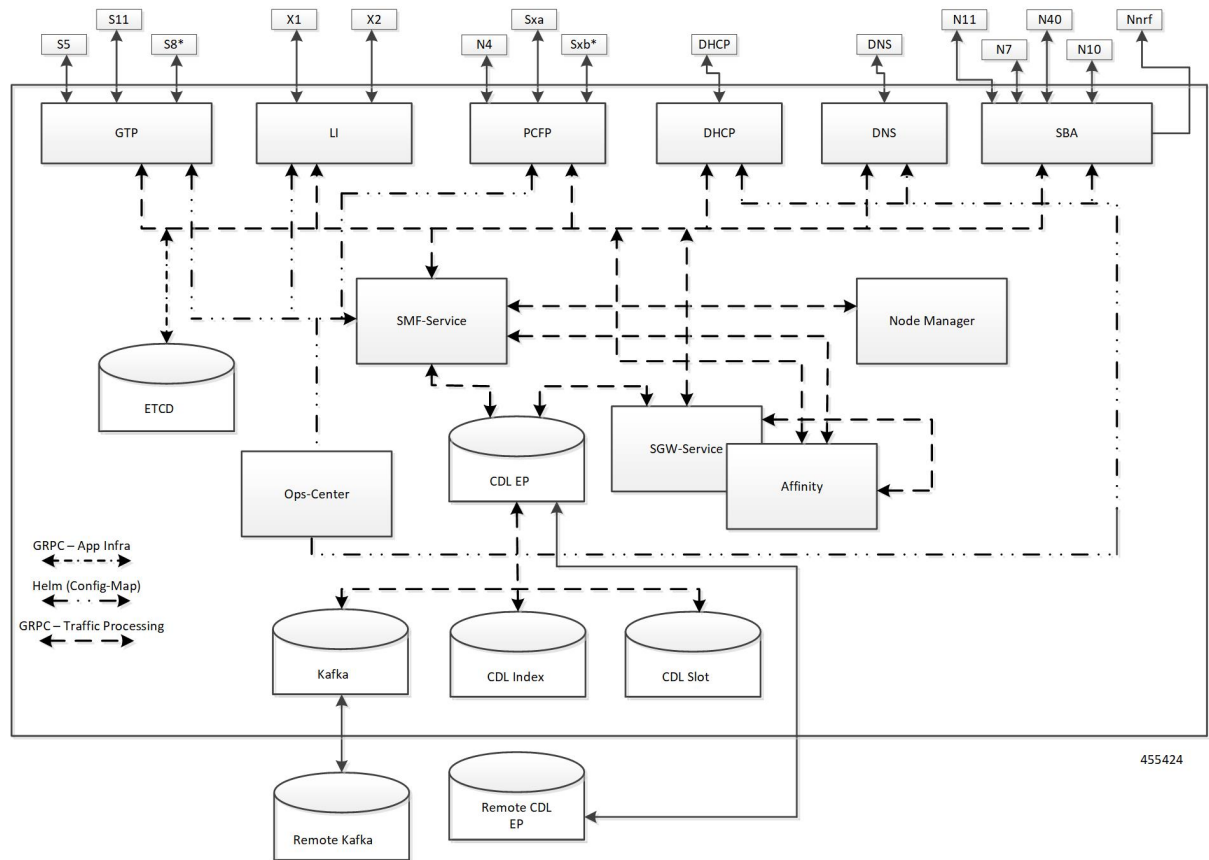 S11
X1
X2
Sxa
N11
N40
Nnrf
S5
S8*
N4
Sxb*
DHCP
DNS
N7
N10
GTP
LI
PCFP
DHCP
DNS
SBA
SMF-Service
Node Manager
ETCD
SGW-Service
CDL EP
Affinity
Ops-Center
GRPC – App Infra
Helm (Config-Map)
GRPC – Traffic Processing
Kafka
CDL Index
CDL Slot
455424
Remote CDL
EP
Remote Kafka